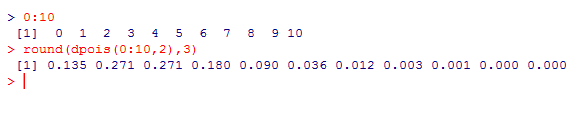 > 0:10
[1] 0 1 2 3 4 5 6 7 8 9 10
> round(dpois(0:10,2),3)
[1] 0.135 0.271 0.271 0.180 0.090 0.036 0.012 0.003 0.001 0.000 0.000
>